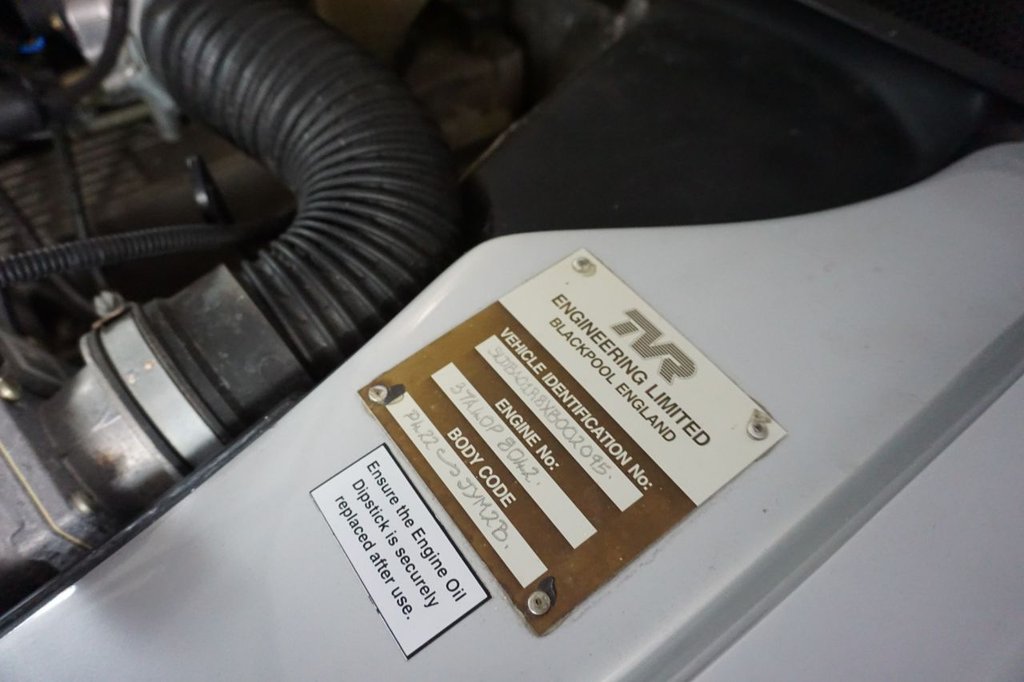 TVR
ENGINEERING LIMITED
BLACKPOOL ENGLAND
VEHICLE IDENTIFICATION No:
ENGINE No:
37A40P
BODY CODE
Ensure the Engine Oil
Dipstick is securely
replaced after use.